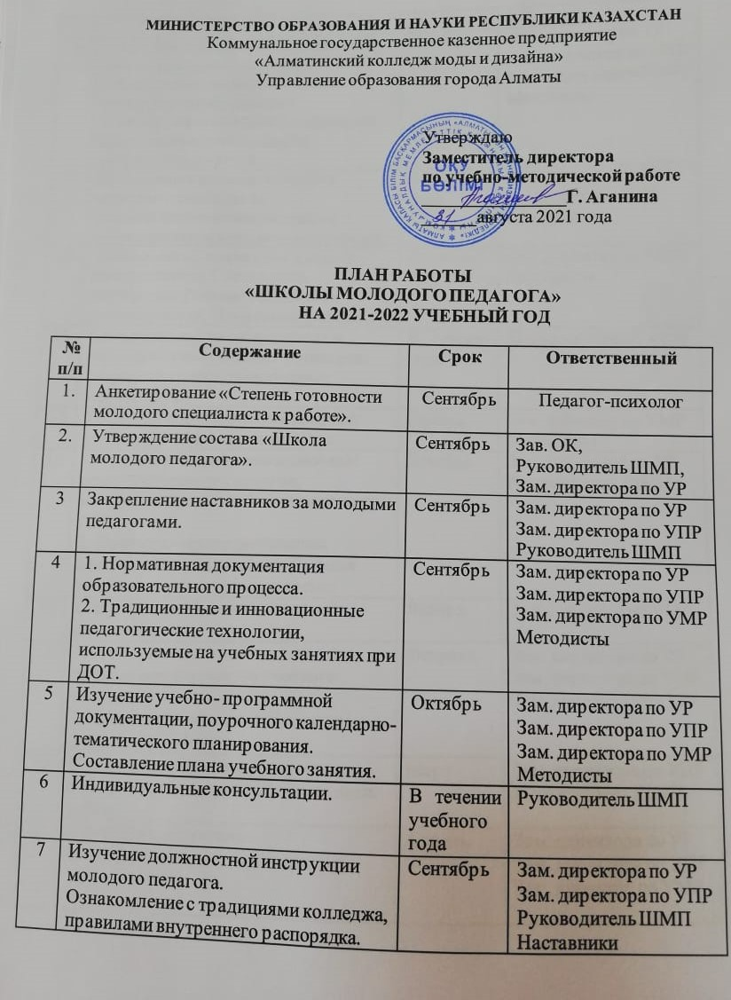 МИНИСТЕРСТВО ОБРАЗОВАНИЯ И НАУКИ РЕСПУБЛИКИ КАЗАХСТАН
Коммунальное государственное казенное предприятие
«Алматинский колледж моды и дизайна»
Управление образования города Алматы
Утверждаю
Заместитель директора
по учебно-методической работе
Г. Аганина
31 августа 2021 года
ОҚУ
БӨЛІМІ
ПЛАН РАБОТЫ
«ШКОЛЫ МОЛОДОГО ПЕДАГОГА»
НА 2021-2022 УЧЕБНЫЙ ГОД
№ Содержание Срок Ответственный
п/п
1. Анкетирование «Степень готовности Сентябрь Педагог-психолог
молодого специалиста к работе».
2. Утверждение состава «Школа Сентябрь Зав. ОК,
молодого педагога». Руководитель ШМП,
Зам. директора по УР
3 Закрепление наставников за молодыми Сентябрь Зам. директора по УР
педагогами. Зам. директора по УПР
Руководитель ШМП
4 1. Нормативная документация Сентябрь Зам. директора по УР
образовательного процесса. Зам. директора по УПР
2. Традиционные и инновационные Зам. директора по УМР
педагогические технологии, Методисты
используемые на учебных занятиях при
ДОТ.
5 Изучение учебно- программной Октябрь Зам. директора по УР
документации, поурочного календарно- Зам. директора по УПР
тематического планирования. Зам. директора по УМР
Составление плана учебного занятия. Методисты
6 Индивидуальные консультации. В течении Руководитель ШМП
учебного
года
7 Изучение должностной инструкции Сентябрь Зам. директора по УР
молодого педагога. Зам. директора по УПР
Ознакомление с традициями колледжа, Руководитель ШМП
правилами внутреннего распорядка. Наставники